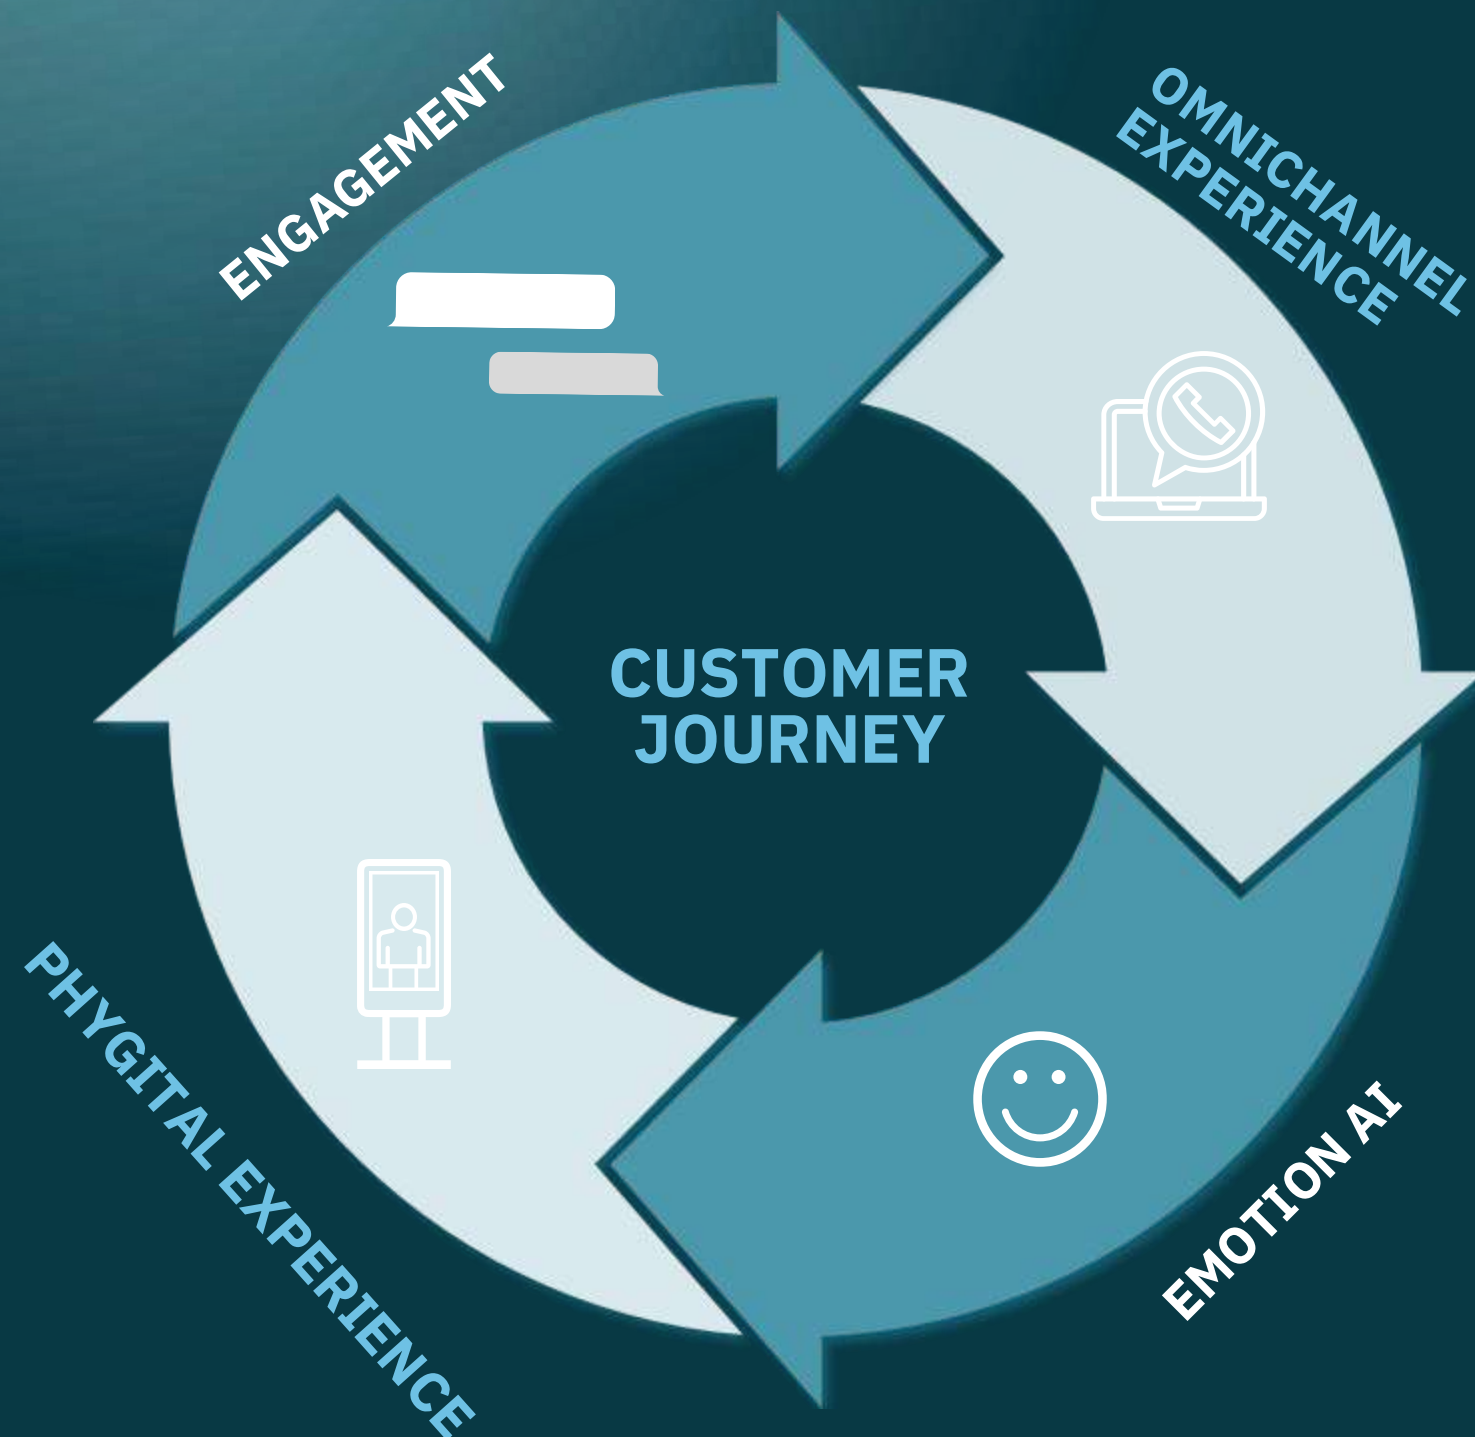 ENGAGEMENT
OMNICHANNEL
EXPERIENCE
CUSTOMER
JOURNEY
EMOTION AI
PHYGITAL EXPERIENCE